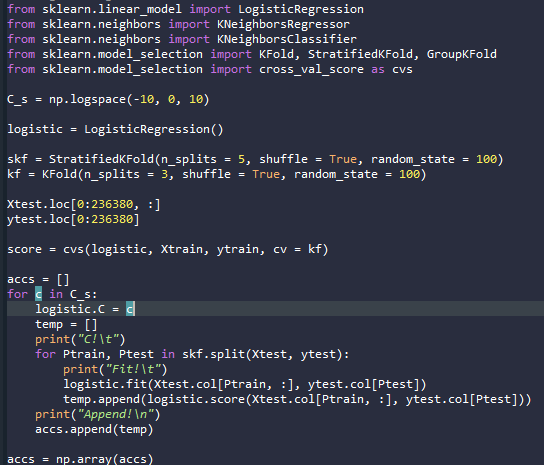 from sklearn.linear_model import LogisticRegression
from sklearn.neighbors import KNeighborsRegressor
from sklearn.neighbors import KNeighborsClassifier
from sklearn.model_selection import KFold, StratifiedKFold, GroupKFold
from sklearn.model_selection import cross_val_score as cvs

C_s = np.logspace(-10, 0, 10)

logistic = LogisticRegression()

skf = StratifiedKFold(n_splits = 5, shuffle = True, random_state = 100)
kf = KFold(n_splits = 3, shuffle = True, random_state = 100)

Xtest.loc[0:236380, :]
ytest.loc[0:236380]

score = cvs(logistic, Xtrain, ytrain, cv = kf)

accs = []
for c in C_s:
    logistic.C = c
    temp = []
    print("C!\t")
    for Ptrain, Ptest in skf.split(Xtest, ytest):
        print("Fit!\t")
        logistic.fit(Xtest.col[Ptrain, :], ytest.col[Ptest])
        temp.append(logistic.score(Xtest.col[Ptrain, :], ytest.col[Ptest]))
    print("Append!\n")
    accs.append(temp)

accs = np.array(accs)